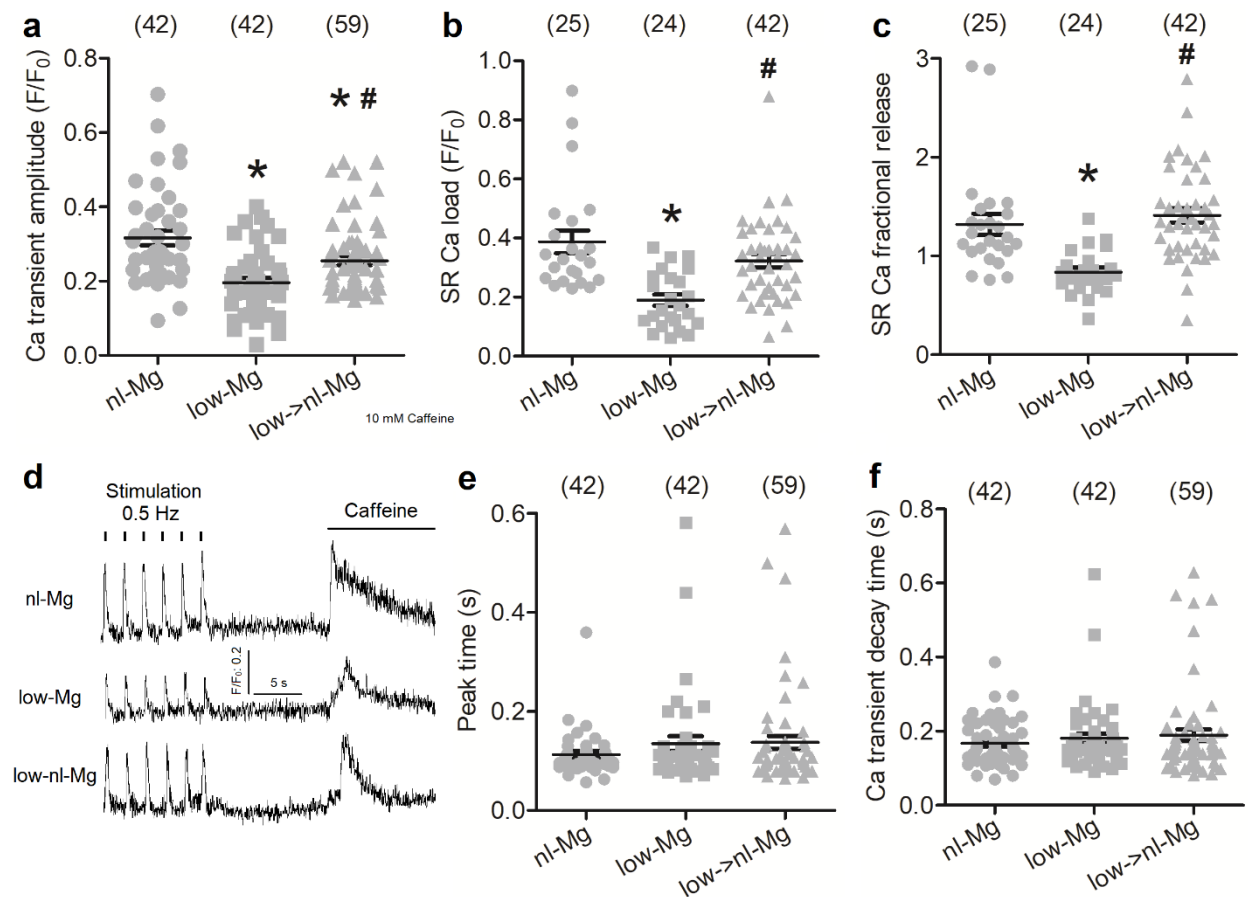 a
(42) (42) (59)
Ca transient amplitude (F/F0)
0.8
0.6
0.4
0.2
0.0
*
* #
nl-Mg
low-Mg
low->nl-Mg
10 mM Caffeine
b
(25) (24) (42)
SR Ca load (F/F0)
1.0
0.8
0.6
0.4
0.2
0.0
*
#
nl-Mg
low-Mg
low->nl-Mg
c
(25) (24) (42)
SR Ca fractional release
3
2
1
0
*
#
nl-Mg
low-Mg
low->nl-Mg
d
Stimulation
0.5 Hz
Caffeine
nl-Mg
F/F0: 0.2
5 s
low-Mg
low-nl-Mg
e
(42) (42) (59)
Peak time (s)
0.6
0.4
0.2
0.0
nl-Mg
low-Mg
low->nl-Mg
f
(42) (42) (59)
Ca transient decay time (s)
0.8
0.6
0.4
0.2
0.0
nl-Mg
low-Mg
low->nl-Mg